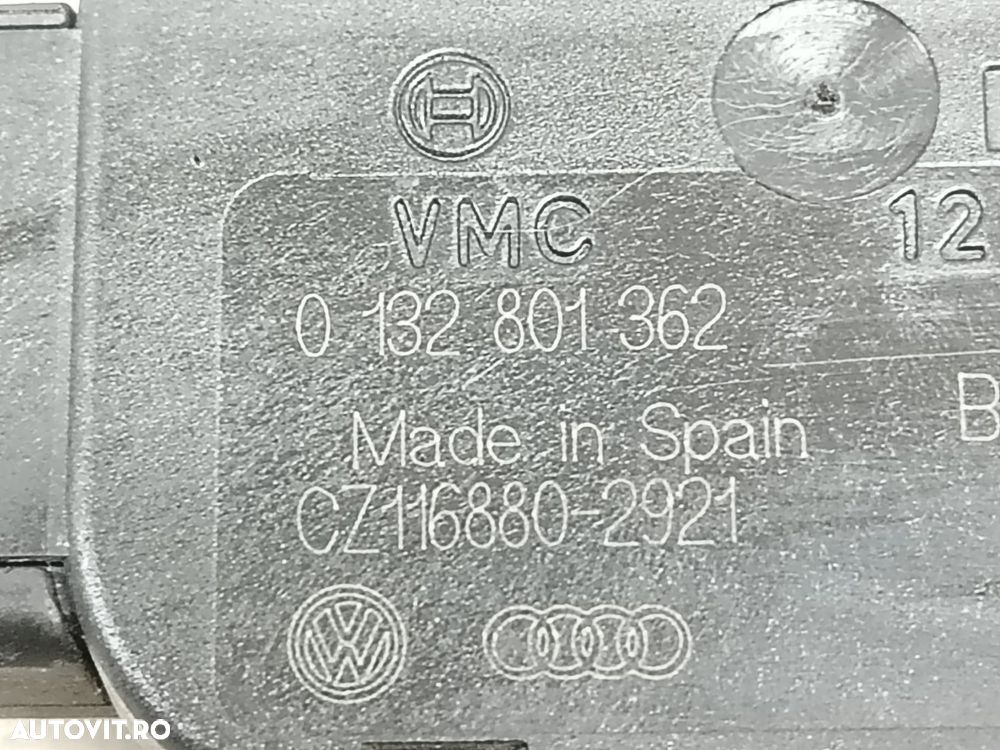 VMC 12
0 132 801 362
B
Made in Spain
CZ116880-2921
AUTOVIT.RO